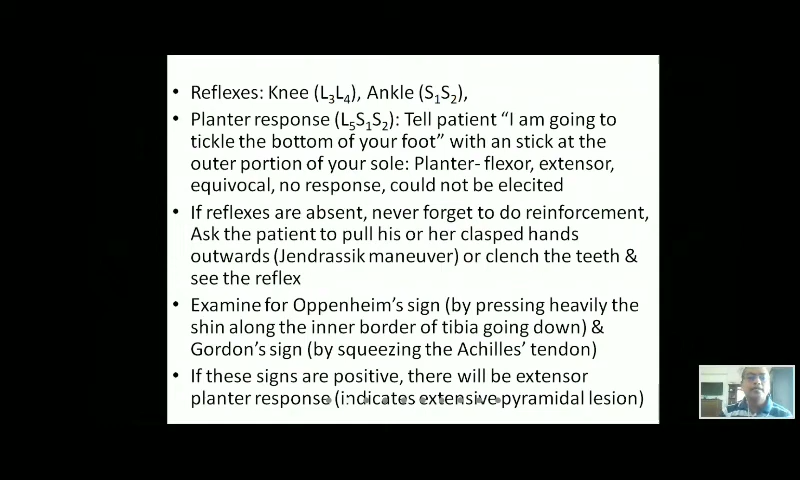 • Reflexes: Knee (L3L4), Ankle (S1S2),
• Planter response (L5S1S2): Tell patient “I am going to
tickle the bottom of your foot” with an stick at the
outer portion of your sole: Planter- flexor, extensor,
equivocal, no response, could not be elecited
• If reflexes are absent, never forget to do reinforcement,
Ask the patient to pull his or her clasped hands
outwards (Jendrassik maneuver) or clench the teeth &
see the reflex
• Examine for Oppenheim’s sign (by pressing heavily the
shin along the inner border of tibia going down) &
Gordon’s sign (by squeezing the Achilles’ tendon)
• If these signs are positive, there will be extensor
planter response (indicates extensive pyramidal lesion)